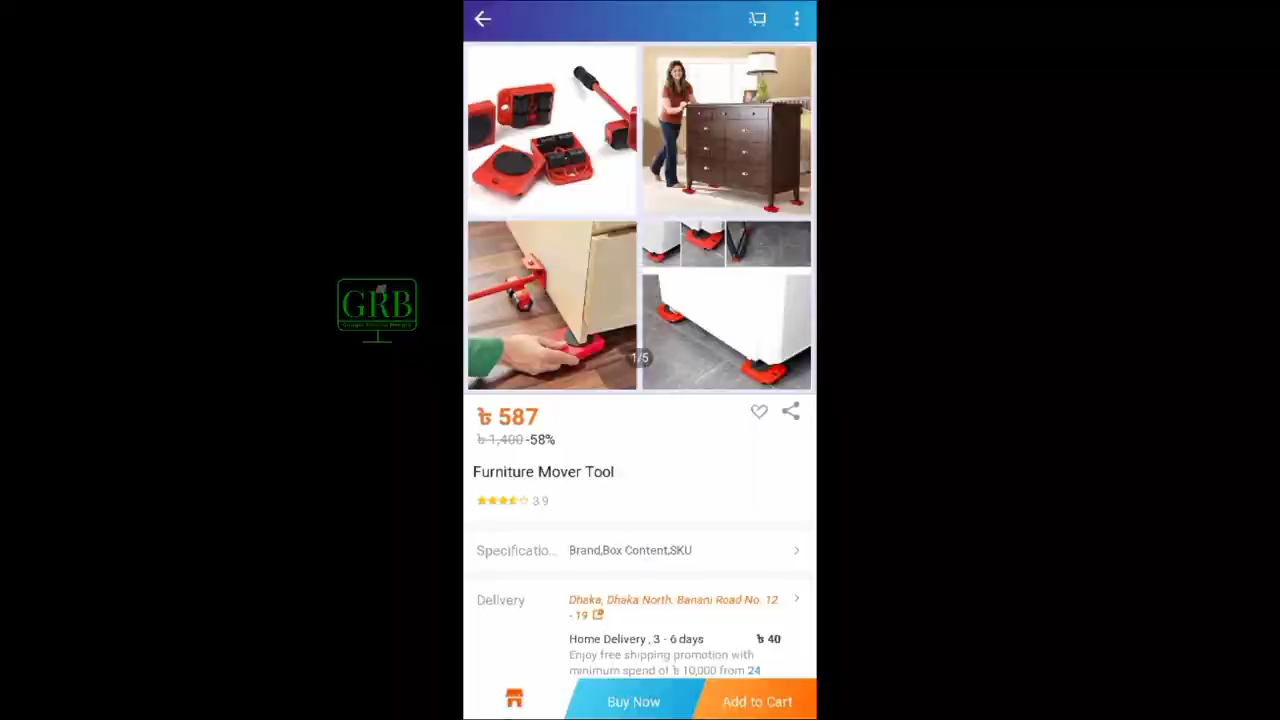 GRB
1/5
৳ 587
৳ 1,400 -58%
Furniture Mover Tool
3.9
Specificatio... Brand,Box Content,SKU
Delivery
Dhaka, Dhaka North, Banani Road No. 12
- 19
Home Delivery , 3 - 6 days ৳ 40
Enjoy free shipping promotion with
minimum spend of ৳ 10,000 from 24
Buy Now
Add to Cart